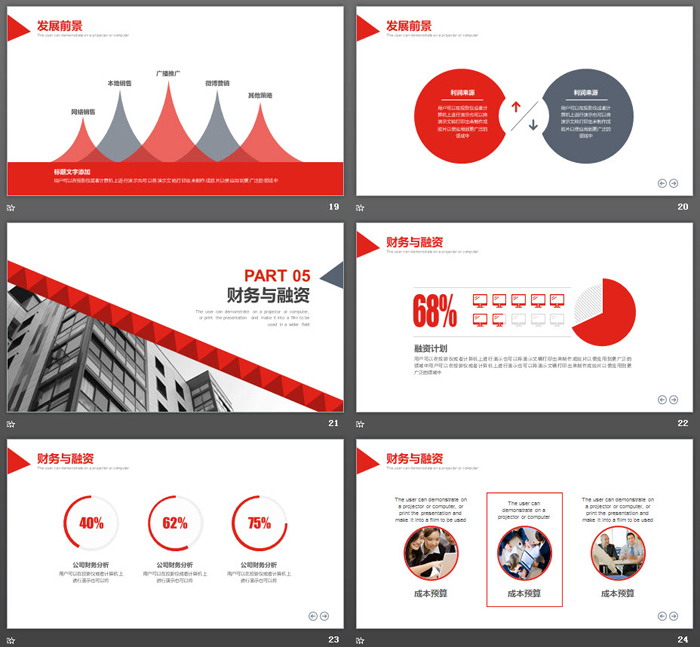 发展前景
The user can demonstrate on a projector or computer
网络销售
本地销售
广播推广
微博营销
其他策略
标题文字添加
用户可以在投影仪或者计算机上进行演示也可以将演示文稿打印出来制作成胶片以便应用到更广泛的领域中
19
发展前景
The user can demonstrate on a projector or computer
利润来源
用户可以在投影仪或者计
算机上进行演示也可以将
演示文稿打印出来制作成
胶片以便应用到更广泛的
领域中
利润来源
用户可以在投影仪或者计
算机上进行演示也可以将
演示文稿打印出来制作成
胶片以便应用到更广泛的
领域中
20
PART 05
财务与融资
The user can demonstrate on a projector or computer,
or print the presentation and make it into a film to be
used in a wider field
21
财务与融资
The user can demonstrate on a projector or computer
68%
融资计划
用户可以在投影仪或者计算机上进行演示也可以将演示文稿打印出来制作成胶片以便应用到更广泛的
领域中用户可以在投影仪或者计算机上进行演示也可以将演示文稿打印出来制作成胶片以便应用到更
广泛的领域中
22
财务与融资
The user can demonstrate on a projector or computer
40%
62%
75%
公司财务分析
公司财务分析
公司财务分析
用户可以在投影仪或者计算机上
进行演示也可以将
用户可以在投影仪或者计算机上
进行演示也可以将
用户可以在投影仪或者计算机上
进行演示也可以将
23
财务与融资
The user can demonstrate on a projector or computer
The user can demonstrate on
a projector or computer, or
print the presentation and
make it into a film to be used
The user can
demonstrate on a
projector or computer
The user can demonstrate on
a projector or computer, or
print the presentation and
make it into a film to be used
成本预算
成本预算
成本预算
24